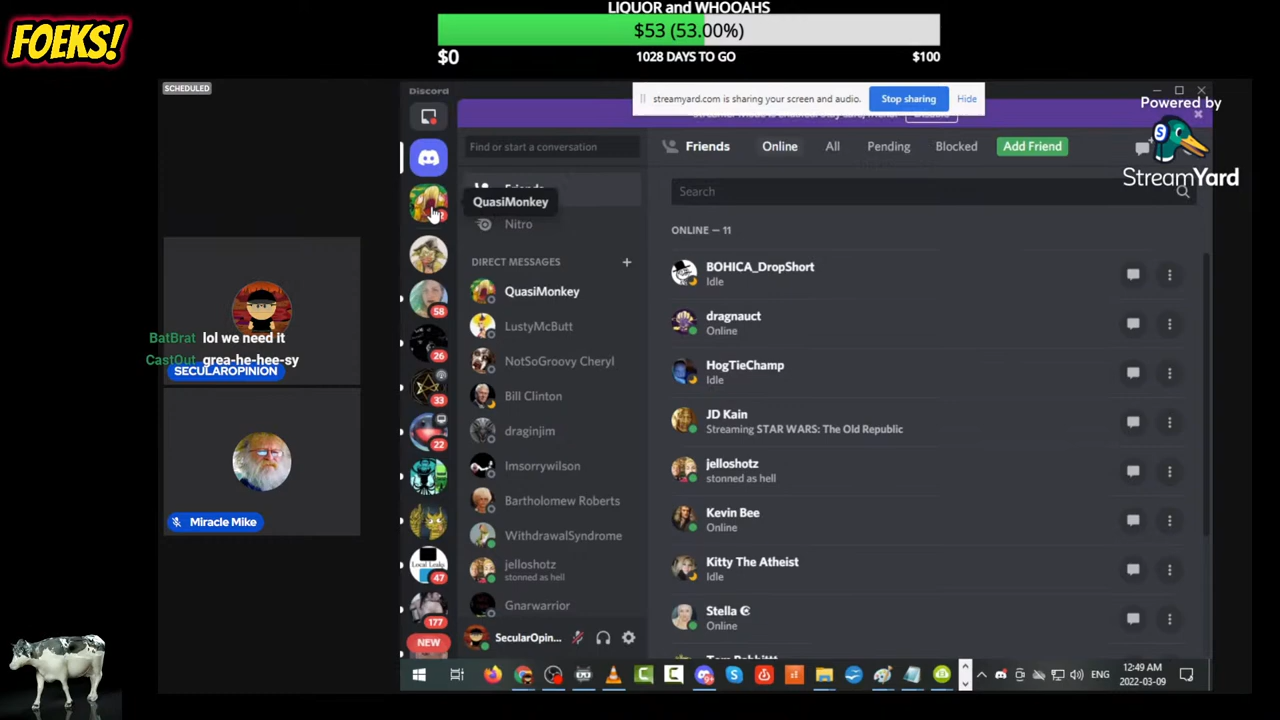 FOEKS!
LIQUOR and WHOOAHS
$53 (53.00%)
$0
1028 DAYS TO GO
$100
SCHEDULED
Discord
streamyard.com is sharing your screen and audio.
Stop sharing
Hide
Powered by
StreamYard
Find or start a conversation
Friends
Online
All
Pending
Blocked
Add Friend
Friends
QuasiMonkey
Search
Nitro
ONLINE — 11
DIRECT MESSAGES
QuasiMonkey
LustyMcButt
NotSoGroovy Cheryl
Bill Clinton
draginjim
Imsorrywilson
Bartholomew Roberts
WithdrawalSyndrome
jelloshotz
stonned as hell
Gnarwarrior
SecularOpin...
BOHICA_DropShort
Idle
dragnauct
Online
HogTieChamp
Idle
JD Kain
Streaming STAR WARS: The Old Republic
jelloshotz
stonned as hell
Kevin Bee
Online
Kitty The Atheist
Idle
Stella
Online
58
26
33
22
Local Leaks
47
177
NEW
BatBrat lol we need it
CastOut grea-he-hee-sy
SECULAROPINION
Miracle Mike
ENG
12:49 AM
2022-03-09